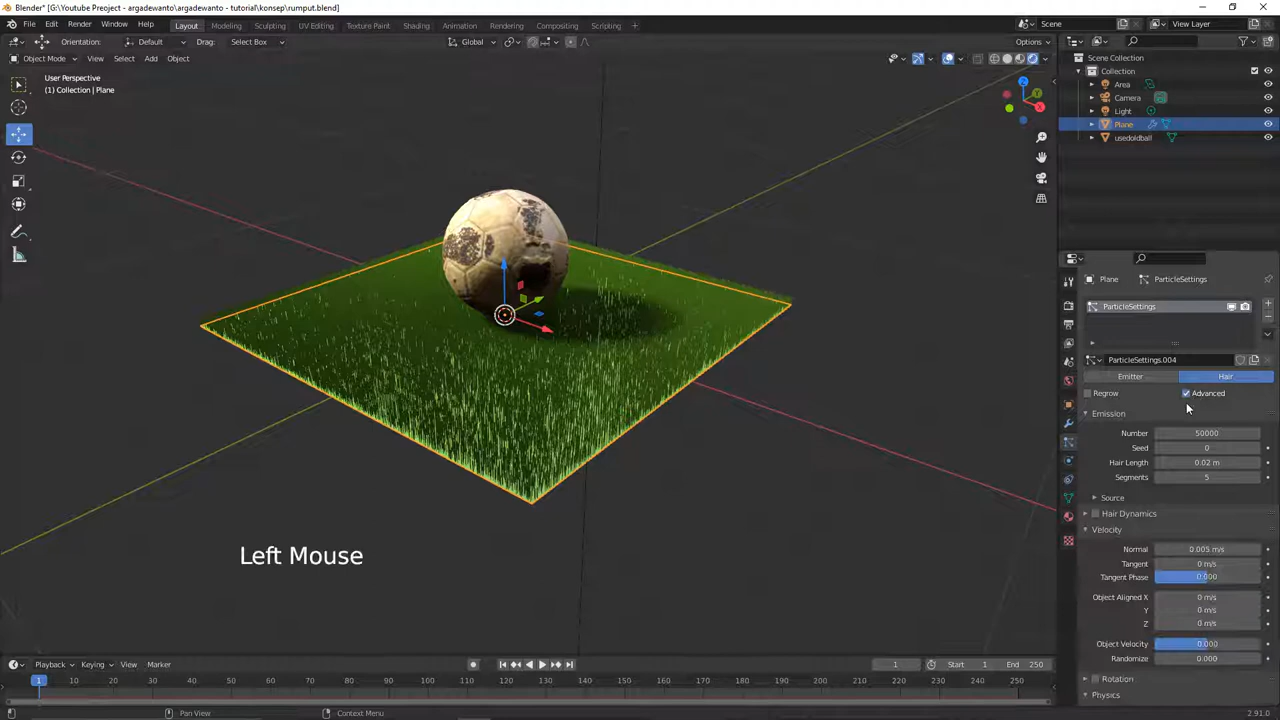 Blender* [G:\Youtube Preoject - argadewanto\argadewanto - tutorial\konsep\rumput.blend]
File Edit Render Window Help Layout Modeling Sculpting UV Editing Texture Paint Shading Animation Rendering Compositing Scripting + Scene View Layer
Orientation: Default Drag: Select Box Global Options
Object Mode View Select Add Object
User Perspective
(1) Collection | Plane
Scene Collection
Collection
Area
Camera
Light
Plane
usedoldball
Z
Y
X
Plane ParticleSettings
ParticleSettings
ParticleSettings.004
Emitter Hair
Regrow Advanced
Emission
Number 50000
Seed 0
Hair Length 0.02 m
Segments 5
Source
Hair Dynamics
Velocity
Normal 0.005 m/s
Tangent 0 m/s
Tangent Phase 0.000
Object Aligned X 0 m/s
Y 0 m/s
Z 0 m/s
Object Velocity 0.000
Randomize 0.000
Rotation
Physics
Left Mouse
Playback Keying View Marker 1 Start 1 End 250
1 10 20 30 40 50 60 70 80 90 100 110 120 130 140 150 160 170 180 190 200 210 220 230 240 250
Pan View Context Menu 2.91.0